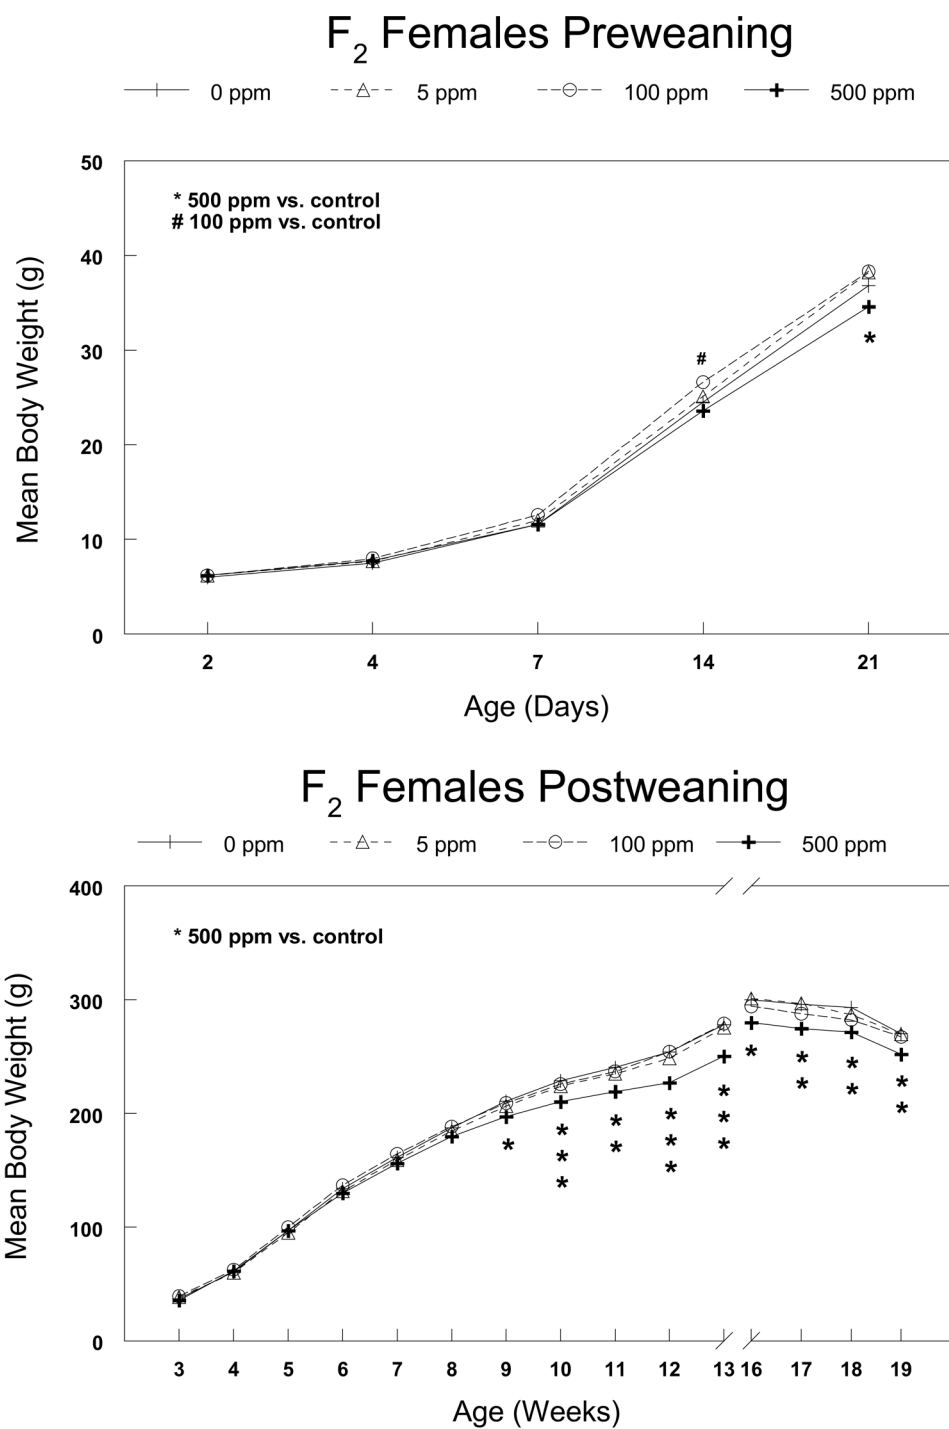 F2 Females Preweaning
0 ppm 5 ppm 100 ppm 500 ppm
50
* 500 ppm vs. control
# 100 ppm vs. control
40
30
20
10
0
#
*
Mean Body Weight (g)
2 4 7 14 21
Age (Days)
F2 Females Postweaning
0 ppm 5 ppm 100 ppm 500 ppm
400
* 500 ppm vs. control
300
200
100
0
* * * * * * * *
* * * * * * *
* * *
Mean Body Weight (g)
3 4 5 6 7 8 9 10 11 12 13 16 17 18 19
Age (Weeks)